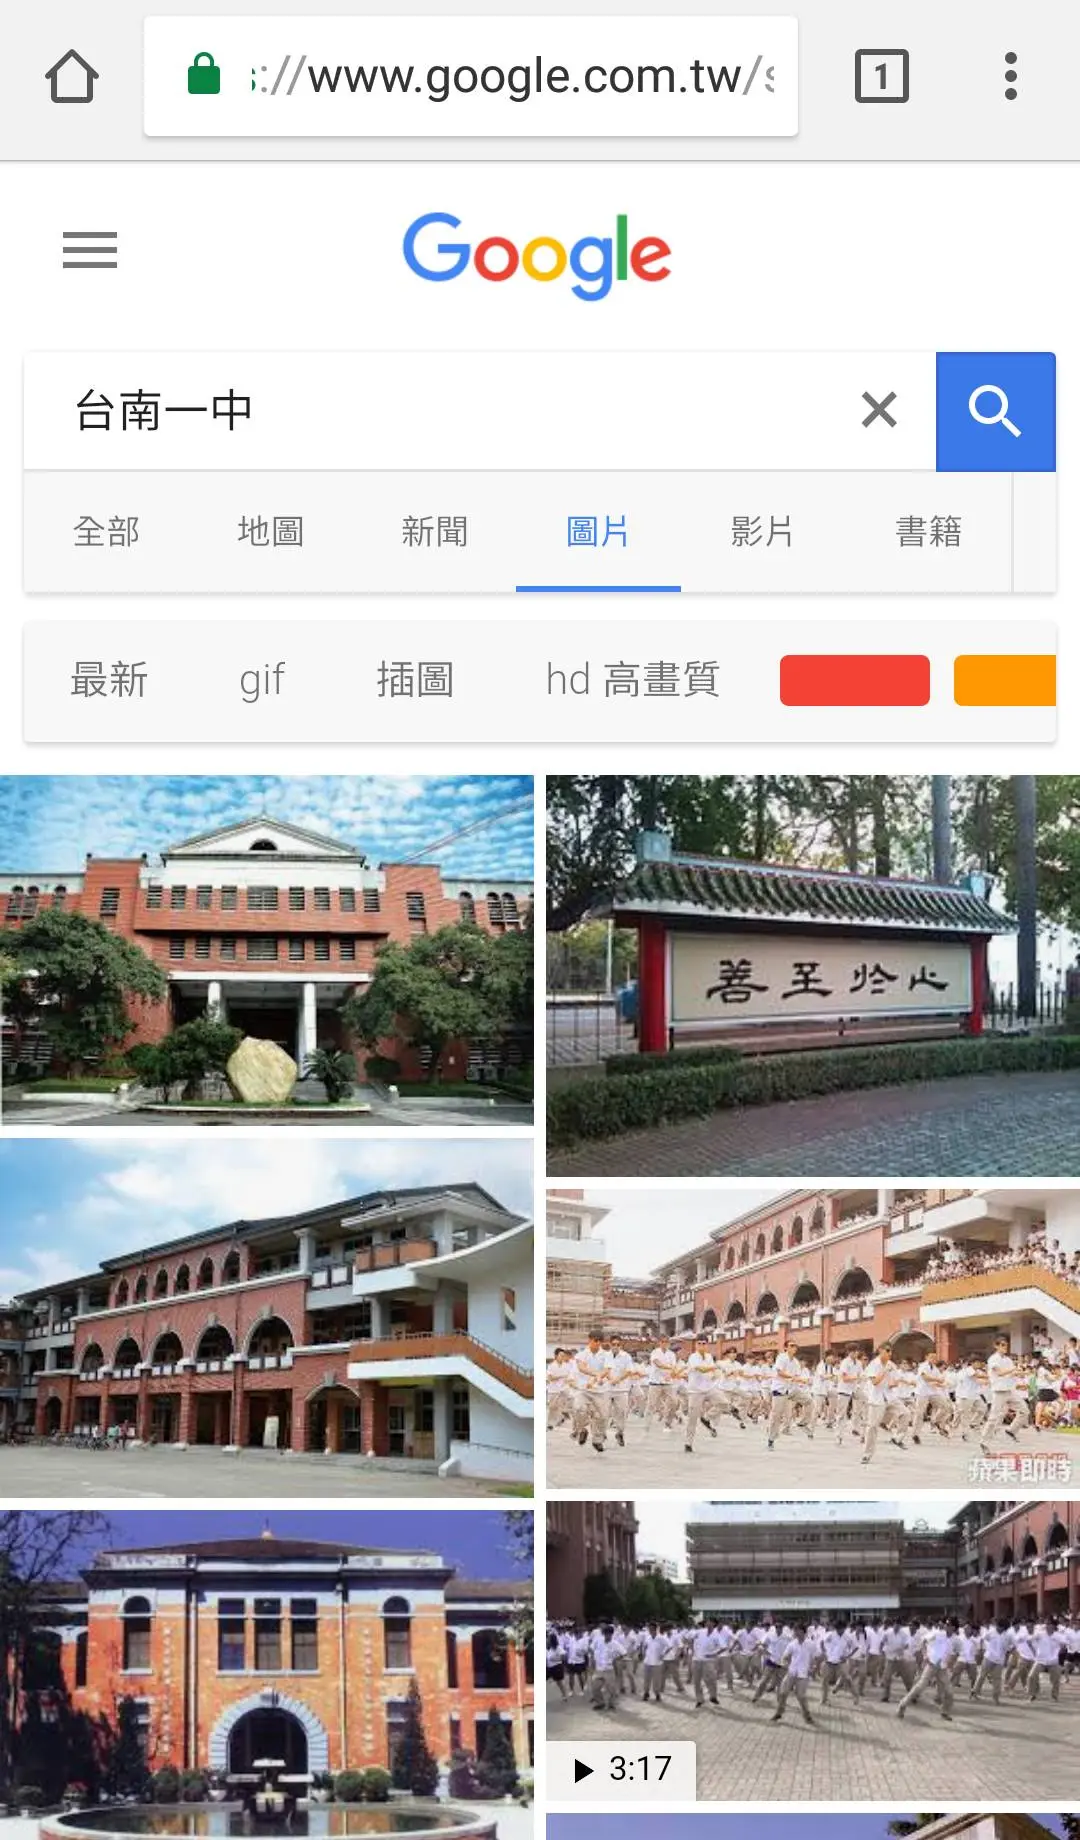 ://www.google.com.tw/s
1
Google
台南一中
全部 地圖 新聞 圖片 影片 書籍
最新 gif 插圖 hd 高畫質
善至於止
蘋果即時
3:17